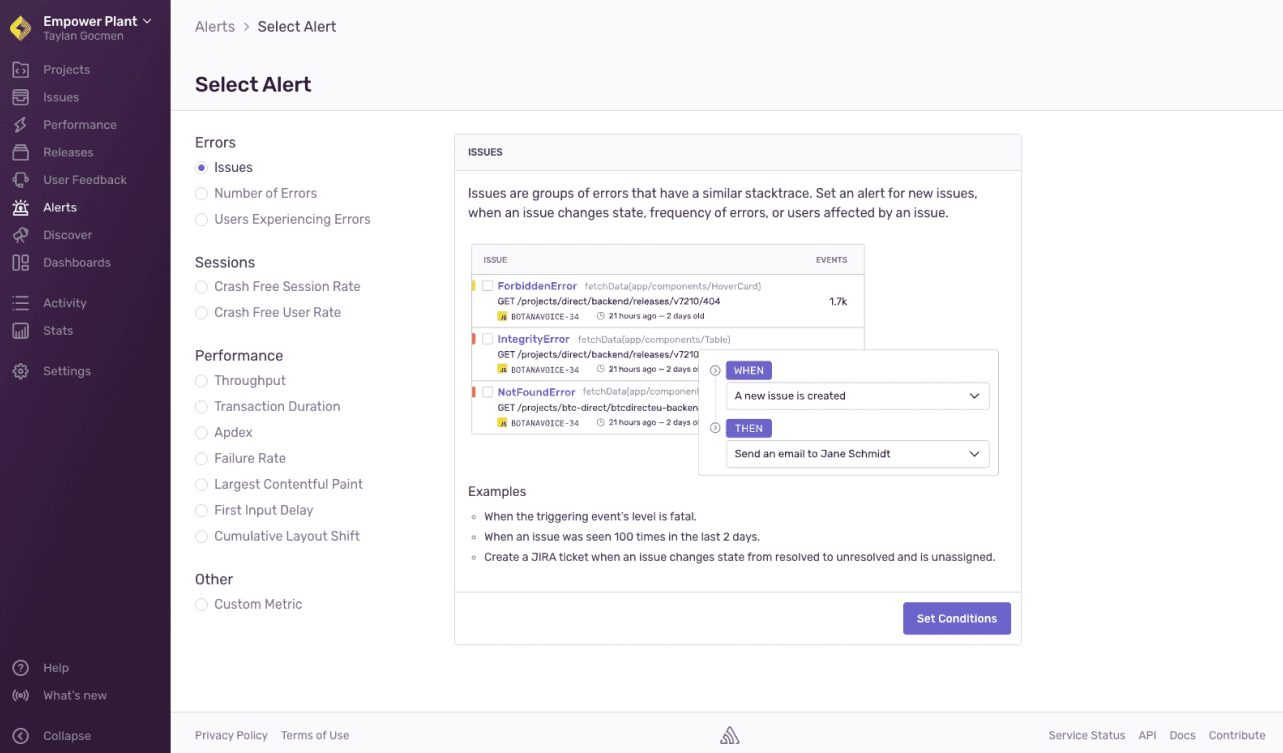 Empower Plant
Taylan Gocmen
Projects
Issues
Performance
Releases
User Feedback
Alerts
Discover
Dashboards
Activity
Stats
Settings
Help
What's new
Collapse
Alerts > Select Alert
Select Alert
Errors
Issues
Number of Errors
Users Experiencing Errors
Sessions
Crash Free Session Rate
Crash Free User Rate
Performance
Throughput
Transaction Duration
Apdex
Failure Rate
Largest Contentful Paint
First Input Delay
Cumulative Layout Shift
Other
Custom Metric
ISSUES
Issues are groups of errors that have a similar stacktrace. Set an alert for new issues,
when an issue changes state, frequency of errors, or users affected by an issue.
ISSUE EVENTS
ForbiddenError fetchData(app/components/HoverCard)
GET /projects/direct/backend/releases/v7210/404 1.7k
JS BOTANAVOICE-34 21 hours ago — 2 days old
IntegrityError fetchData(app/components/Table)
GET /projects/direct/backend/releases/v7210
JS BOTANAVOICE-34 21 hours ago — 2 days o
NotFoundError fetchData(app/component
GET /projects/btc-direct/btcdirecteu-backen
JS BOTANAVOICE-34 21 hours ago — 2 days o
WHEN
A new issue is created
THEN
Send an email to Jane Schmidt
Examples
When the triggering event's level is fatal.
When an issue was seen 100 times in the last 2 days.
Create a JIRA ticket when an issue changes state from resolved to unresolved and is unassigned.
Set Conditions
Privacy Policy Terms of Use Service Status API Docs Contribute